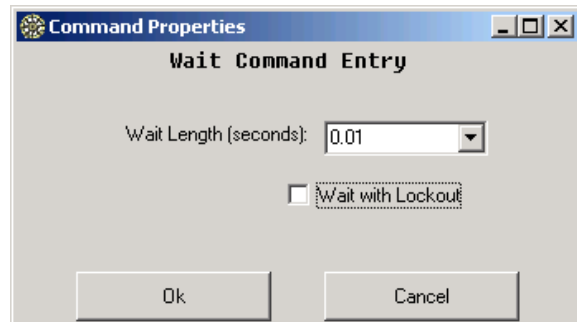 Command Properties
Wait Command Entry
Wait Length (seconds): 0.01
Wait with Lockout
Ok Cancel